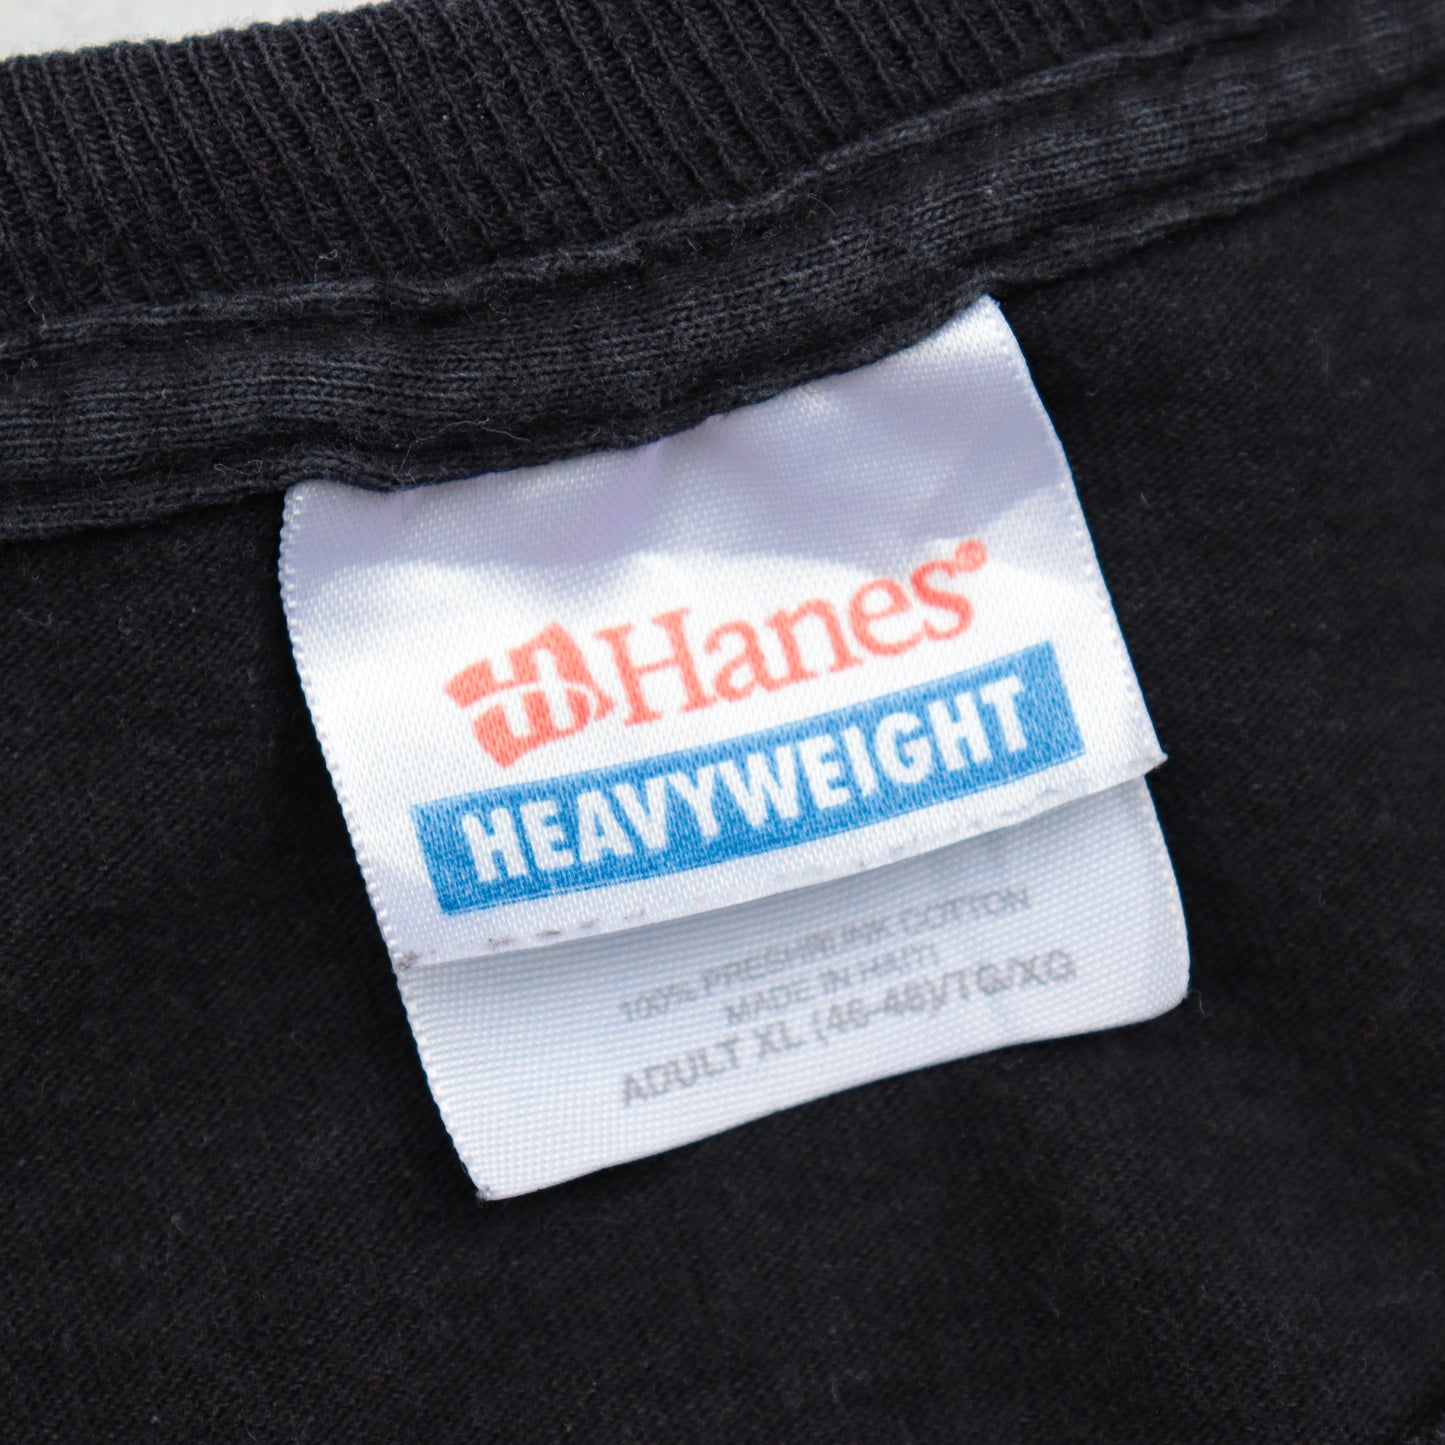 Hanes®
HEAVYWEIGHT
100% PRESHRUNK COTTON
MADE IN HAITI
ADULT XL (46-48)/TG/XG